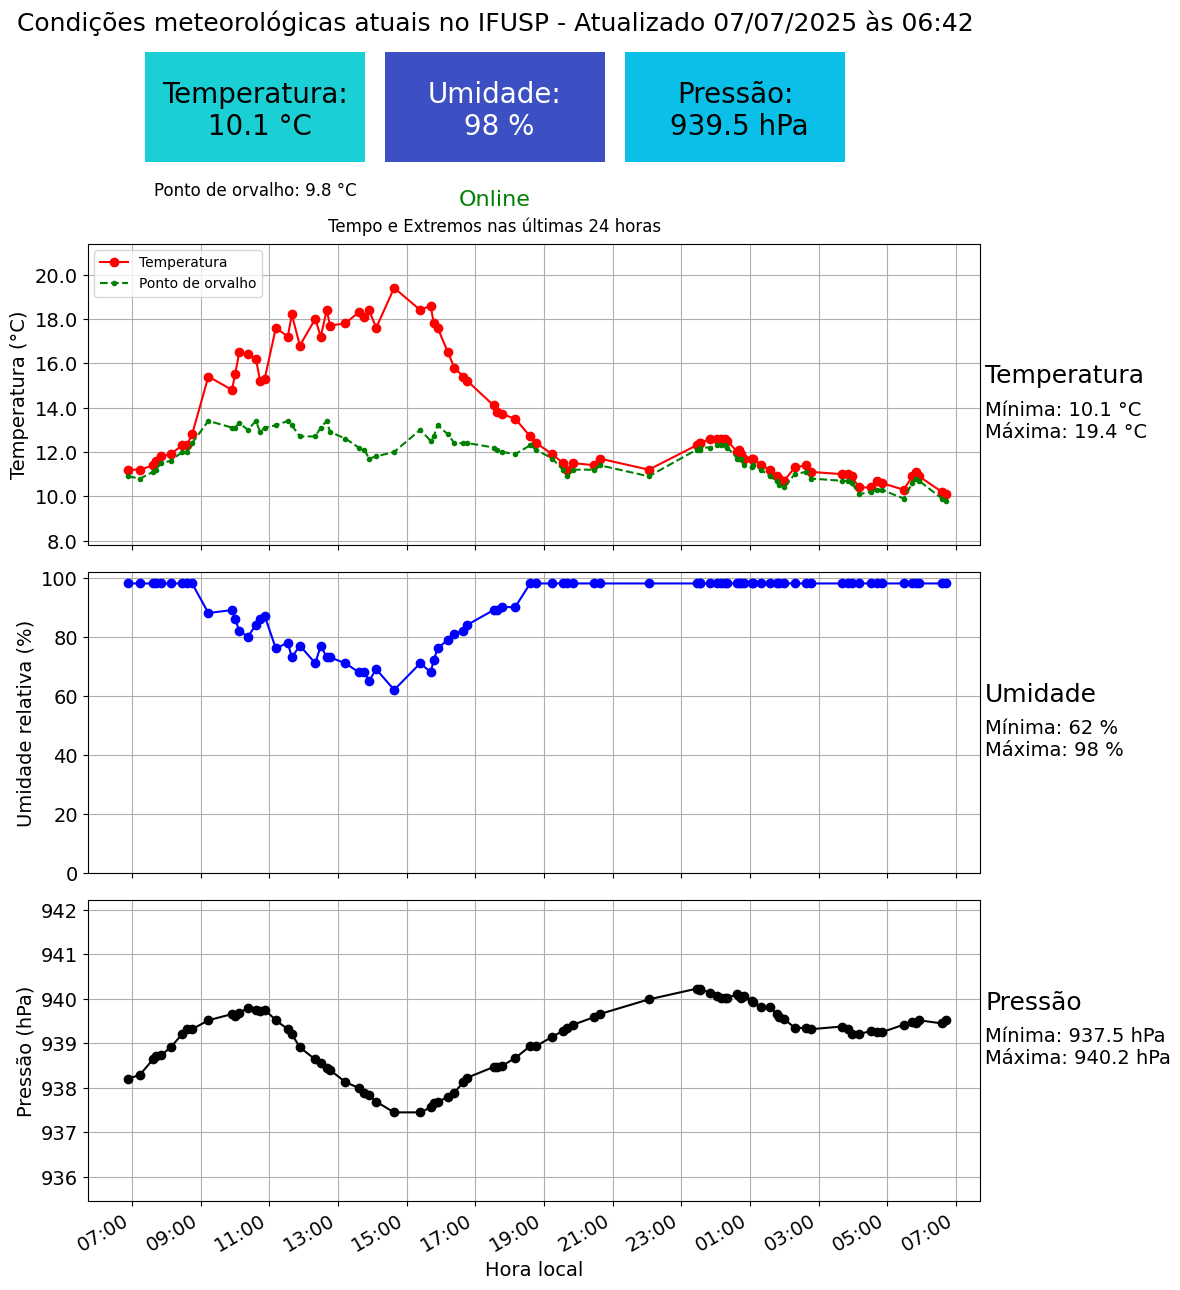 Condições meteorológicas atuais no IFUSP - Atualizado 07/07/2025 às 06:42
Temperatura:
10.1 °C
Umidade:
98 %
Pressão:
939.5 hPa
Ponto de orvalho: 9.8 °C
Online
Tempo e Extremos nas últimas 24 horas
Temperatura
Ponto de orvalho
Temperatura (°C)
20.0
18.0
16.0
14.0
12.0
10.0
8.0
Temperatura
Mínima: 10.1 °C
Máxima: 19.4 °C
Umidade relativa (%)
100
80
60
40
20
0
Umidade
Mínima: 62 %
Máxima: 98 %
Pressão (hPa)
942
941
940
939
938
937
936
Pressão
Mínima: 937.5 hPa
Máxima: 940.2 hPa
07:00
09:00
11:00
13:00
15:00
17:00
19:00
21:00
23:00
01:00
03:00
05:00
07:00
Hora local